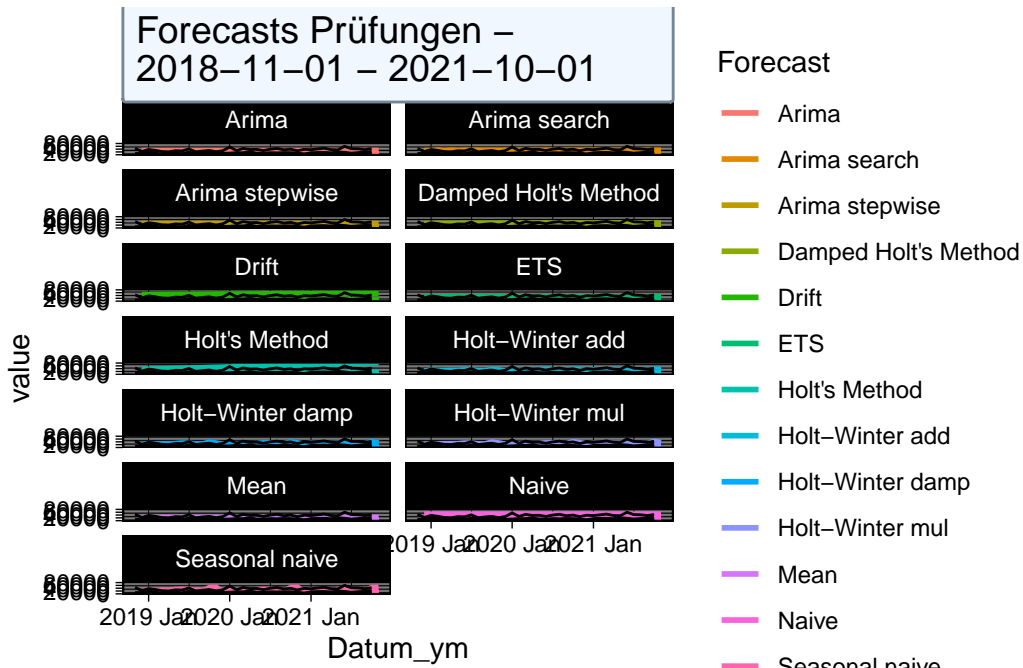 Forecasts Prüfungen –
2018–11–01 – 2021–10–01
Forecast
Arima
Arima search
Arima stepwise
Damped Holt's Method
Drift
ETS
Holt's Method
Holt–Winter add
Holt–Winter damp
Holt–Winter mul
Mean
Naive
Seasonal naive
value
Arima
Arima search
Arima stepwise
Damped Holt's Method
Drift
ETS
Holt's Method
Holt–Winter add
Holt–Winter damp
Holt–Winter mul
Mean
Naive
Seasonal naive
2019 Jan 2020 Jan 2021 Jan
2019 Jan 2020 Jan 2021 Jan
Datum_ym